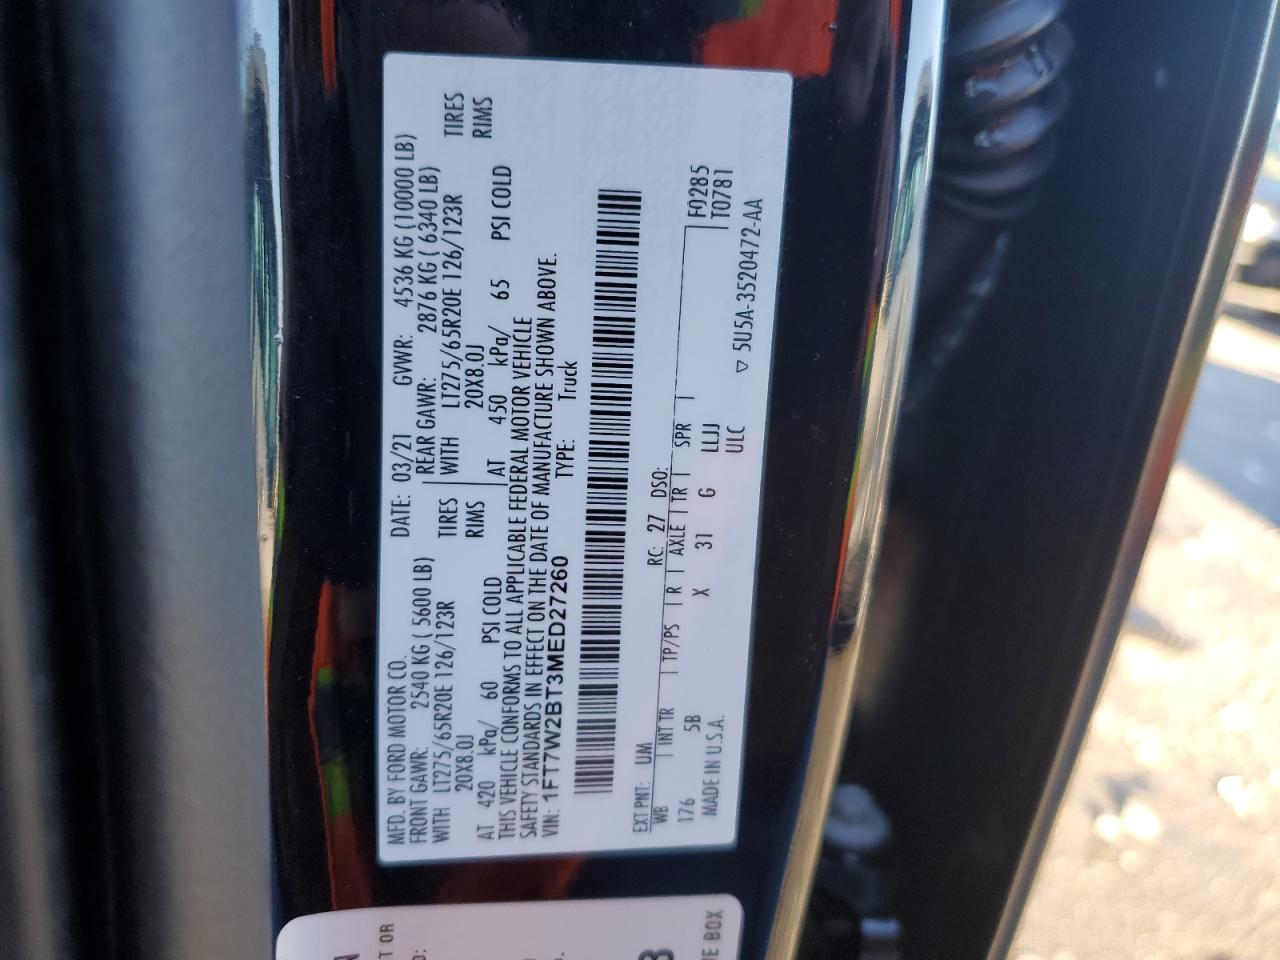 MFD. BY FORD MOTOR CO. DATE: 03/21 GVWR: 4536 KG (10000 LB)
FRONT GAWR: 2540 KG ( 5600 LB) REAR GAWR: 2876 KG ( 6340 LB)
WITH LT275/65R20E 126/123R TIRES WITH LT275/65R20E 126/123R TIRES
20X8.0J RIMS 20X8.0J RIMS
AT 420 kPa/ 60 PSI COLD AT 450 kPa/ 65 PSI COLD
THIS VEHICLE CONFORMS TO ALL APPLICABLE FEDERAL MOTOR VEHICLE
SAFETY STANDARDS IN EFFECT ON THE DATE OF MANUFACTURE SHOWN ABOVE.
VIN: 1FT7W2BT3MED27260 TYPE: Truck
EXT PNT: UM RC: 27 DSO:
WB INT TR TP/PS R AXLE TR SPR F0285
176 5B X 31 G LLJ T0781
MADE IN U.S.A. ULC
▽ 5U5A-3520472-AA
T OR
E BOX